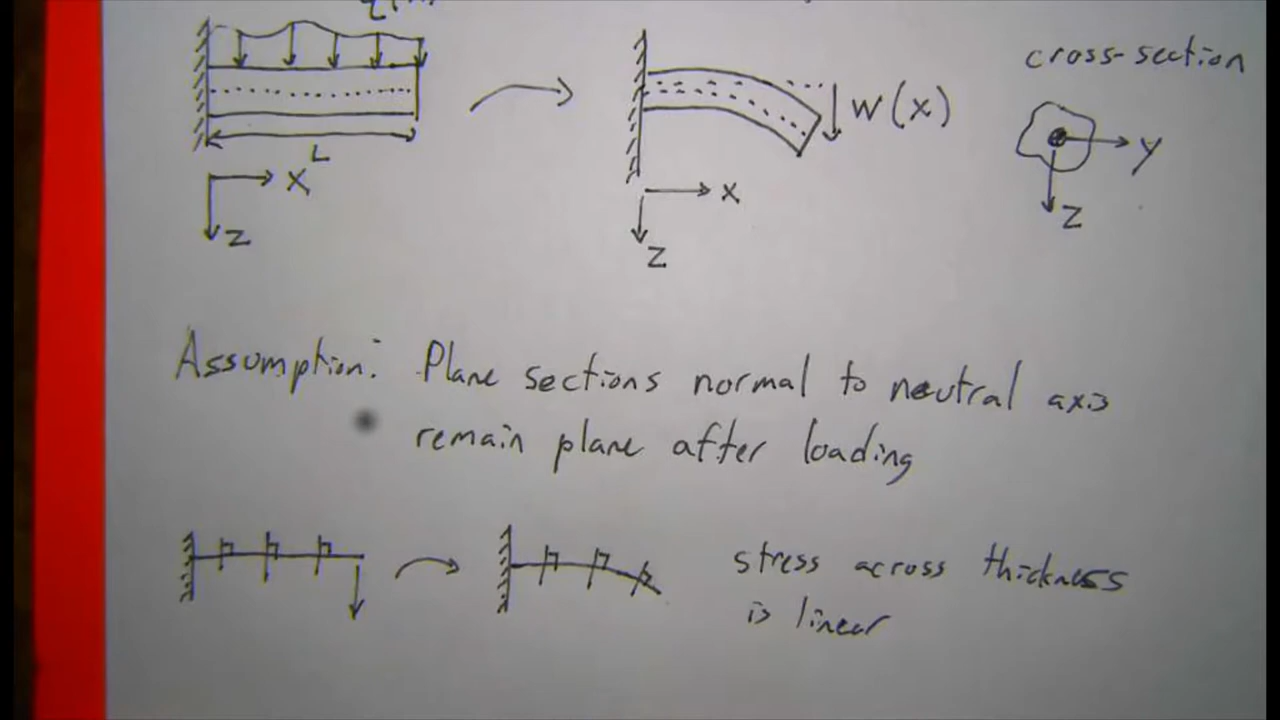 cross-section
W(x)
y
L
x
x
z
z
z
Assumption: Plane sections normal to neutral axis
remain plane after loading
stress across thickness
is linear